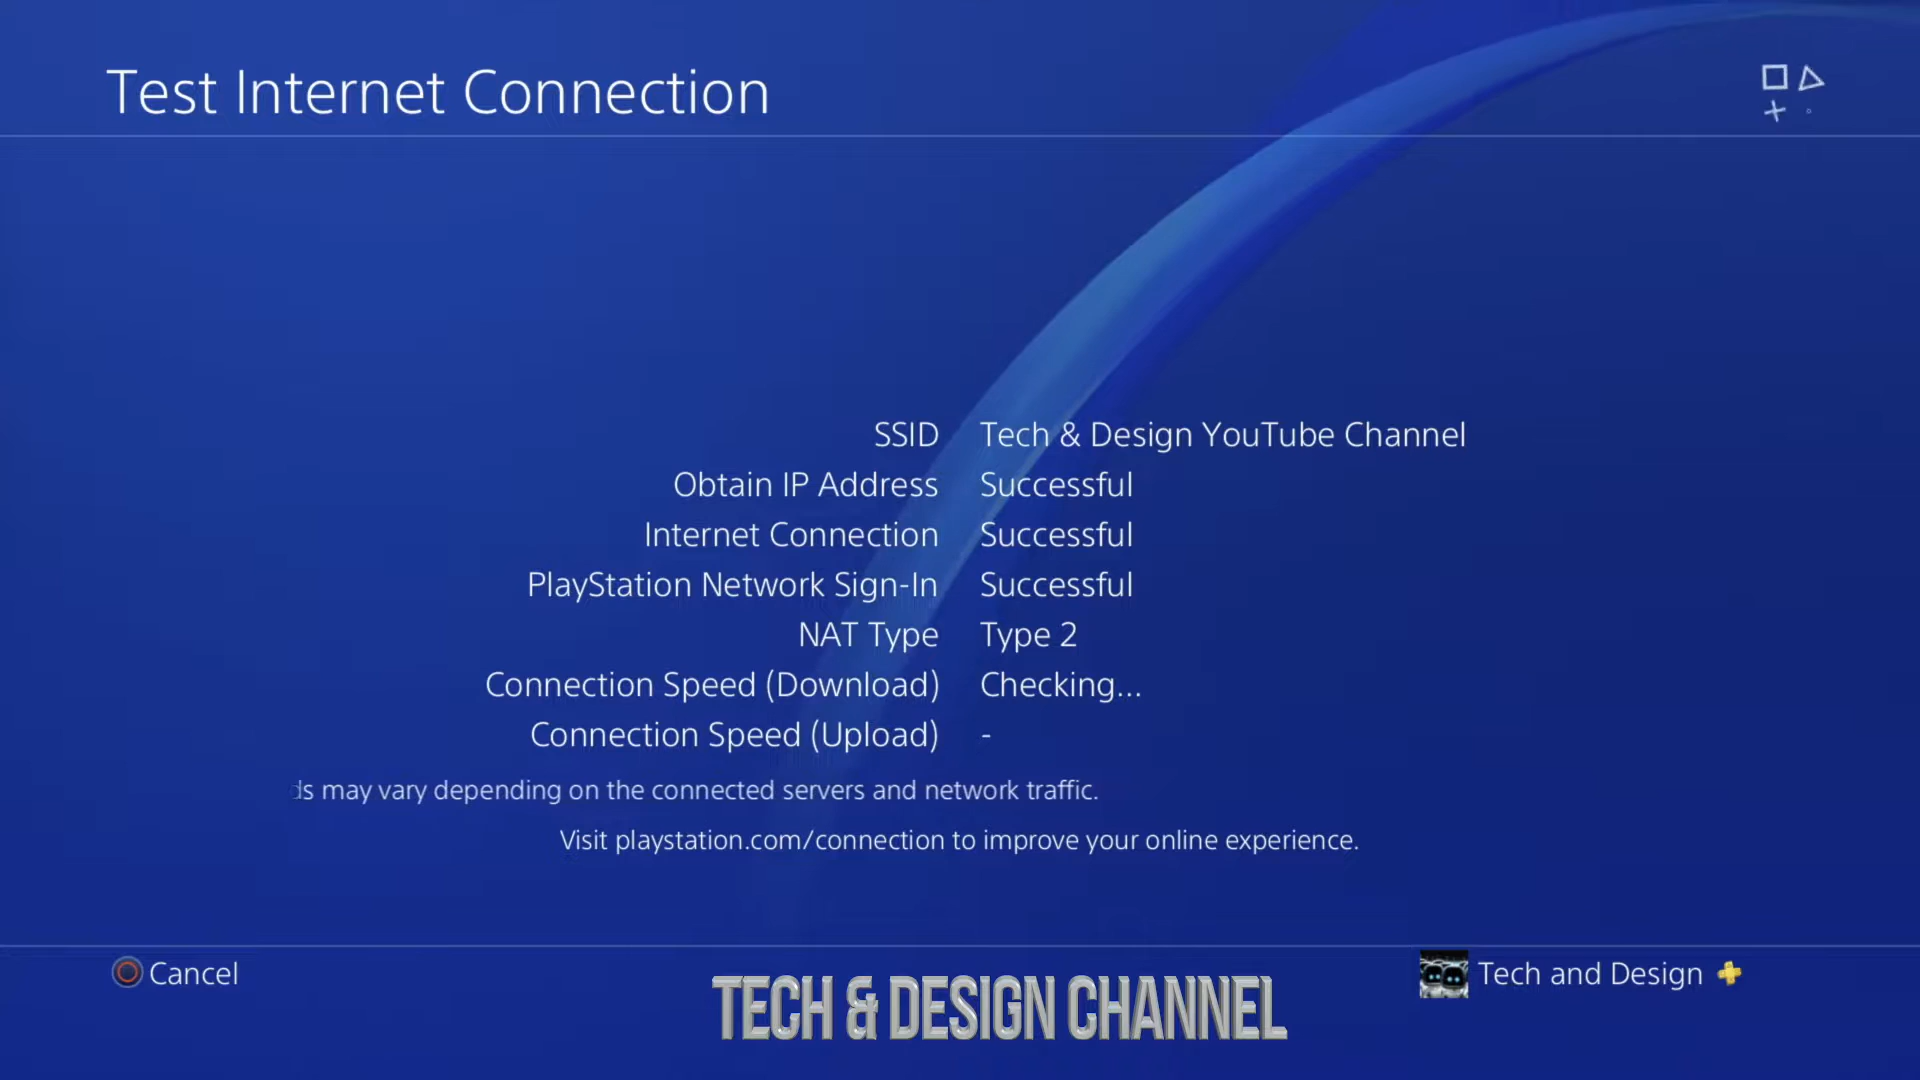 Test Internet Connection
SSID Tech & Design YouTube Channel
Obtain IP Address Successful
Internet Connection Successful
PlayStation Network Sign-In Successful
NAT Type Type 2
Connection Speed (Download) Checking...
Connection Speed (Upload) -
ds may vary depending on the connected servers and network traffic.
Visit playstation.com/connection to improve your online experience.
Cancel
Tech and Design
TECH & DESIGN CHANNEL